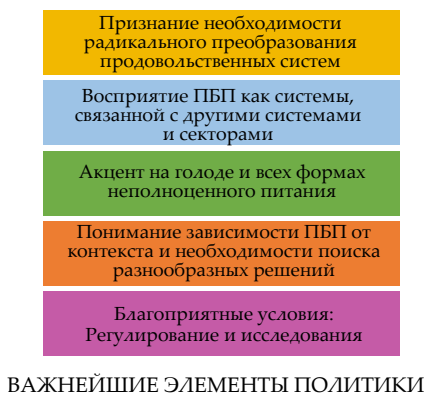 Признание необходимости
радикального преобразования
продовольственных систем
Восприятие ПБП как системы,
связанной с другими системами
и секторами
Акцент на голоде и всех формах
неполноценного питания
Понимание зависимости ПБП от
контекста и необходимости поиска
разнообразных решений
Благоприятные условия:
Регулирование и исследования
ВАЖНЕЙШИЕ ЭЛЕМЕНТЫ ПОЛИТИКИ